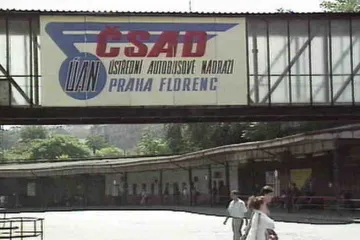 ČSAD
ÚAN
ÚSTŘEDNÍ AUTOBUSOVÉ NÁDRAŽÍ
PRAHA FLORENC